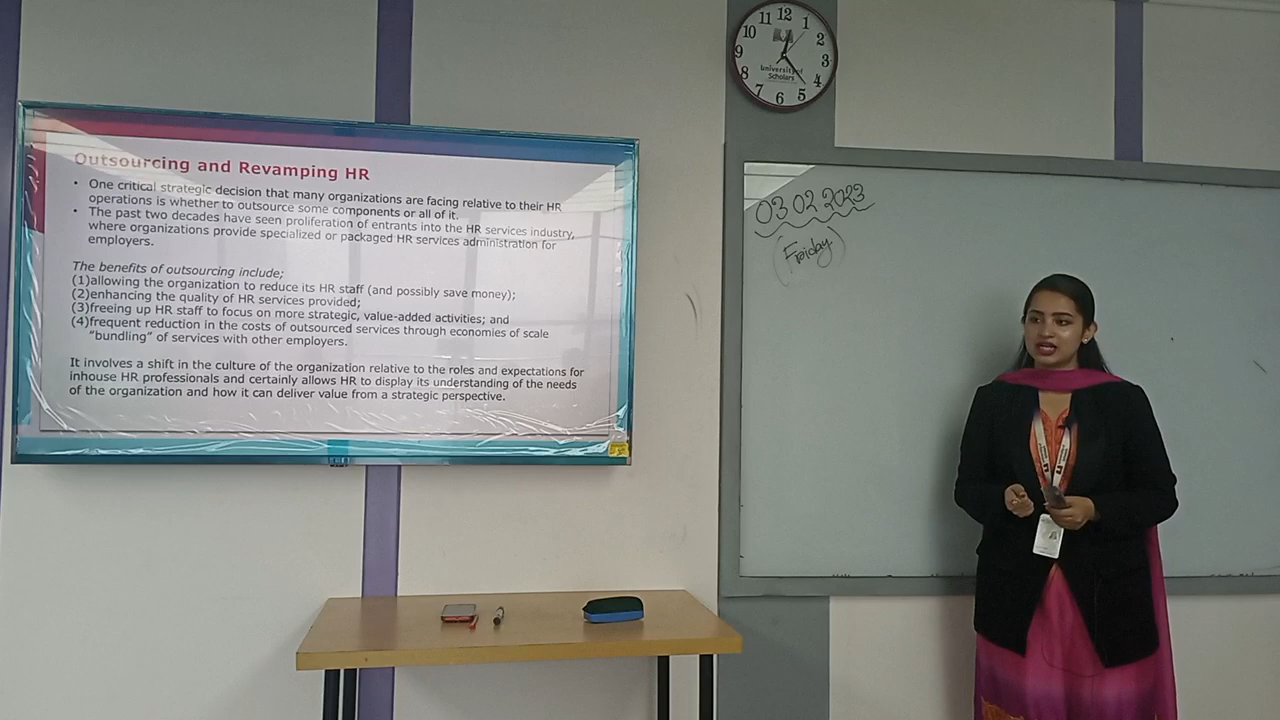 Outsourcing and Revamping HR
• One critical strategic decision that many organizations are facing relative to their HR
operations is whether to outsource some components or all of it.
• The past two decades have seen proliferation of entrants into the HR services industry,
where organizations provide specialized or packaged HR services administration for
employers.
The benefits of outsourcing include;
(1)allowing the organization to reduce its HR staff (and possibly save money);
(2)enhancing the quality of HR services provided;
(3)freeing up HR staff to focus on more strategic, value-added activities; and
(4)frequent reduction in the costs of outsourced services through economies of scale
“bundling” of services with other employers.
It involves a shift in the culture of the organization relative to the roles and expectations for
inhouse HR professionals and certainly allows HR to display its understanding of the needs
of the organization and how it can deliver value from a strategic perspective.
12
1
2
3
4
5
6
7
8
9
10
11
University of
Scholars
03 02 2023
(Friday)